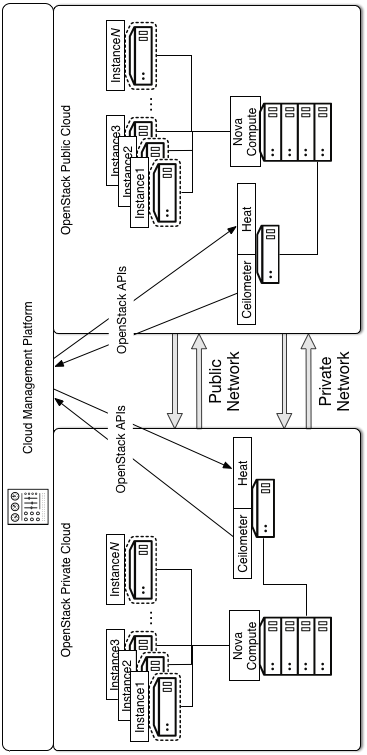 Cloud Management Platform
OpenStack Private Cloud
Instance3
Instance2
Instance1
...
InstanceN
Nova
Compute
Ceilometer
Heat
OpenStack APIs
OpenStack APIs
Public
Network
Private
Network
OpenStack Public Cloud
Instance3
Instance2
Instance1
...
InstanceN
Ceilometer
Heat
Nova
Compute